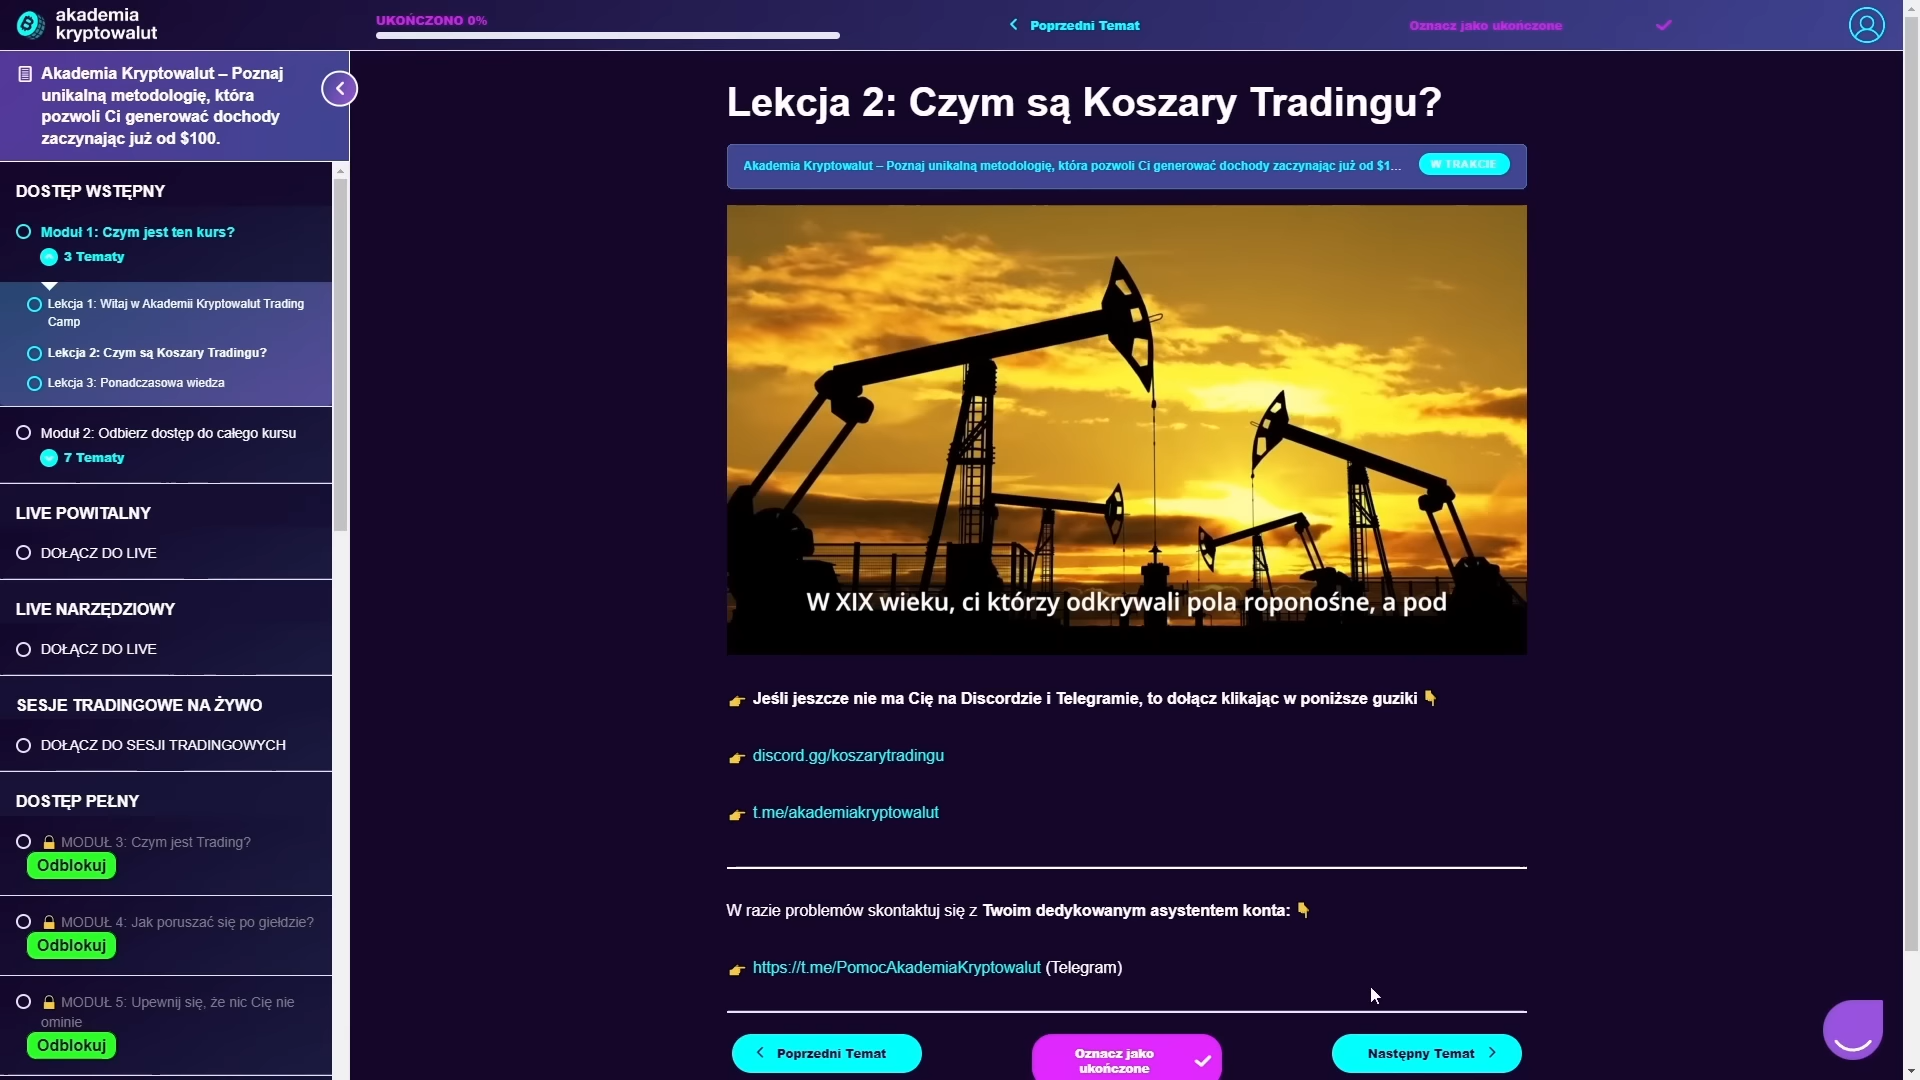 akademia
kryptowalut
UKOŃCZONO 0%
Poprzedni Temat
Oznacz jako ukończone
Akademia Kryptowalut – Poznaj
unikalną metodologię, która
pozwoli Ci generować dochody
zaczynając już od $100.
DOSTĘP WSTĘPNY
Moduł 1: Czym jest ten kurs?
3 Tematy
Lekcja 1: Witaj w Akademii Kryptowalut Trading
Camp
Lekcja 2: Czym są Koszary Tradingu?
Lekcja 3: Ponadczasowa wiedza
Moduł 2: Odbierz dostęp do całego kursu
7 Tematy
LIVE POWITALNY
DOŁĄCZ DO LIVE
LIVE NARZĘDZIOWY
DOŁĄCZ DO LIVE
SESJE TRADINGOWE NA ŻYWO
DOŁĄCZ DO SESJI TRADINGOWYCH
DOSTĘP PEŁNY
MODUŁ 3: Czym jest Trading?
Odblokuj
MODUŁ 4: Jak poruszać się po giełdzie?
Odblokuj
MODUŁ 5: Upewnij się, że nic Cię nie
ominie
Odblokuj
Lekcja 2: Czym są Koszary Tradingu?
Akademia Kryptowalut – Poznaj unikalną metodologię, która pozwoli Ci generować dochody zaczynając już od $1...
W TRAKCIE
W XIX wieku, ci którzy odkrywali pola roponośne, a pod
👉 Jeśli jeszcze nie ma Cię na Discordzie i Telegramie, to dołącz klikając w poniższe guziki 👇
👉 discord.gg/koszarytradingu
👉 t.me/akademiakryptowalut
W razie problemów skontaktuj się z Twoim dedykowanym asystentem konta: 👇
👉 https://t.me/PomocAkademiaKryptowalut (Telegram)
Poprzedni Temat
Oznacz jako
ukończone
Następny Temat